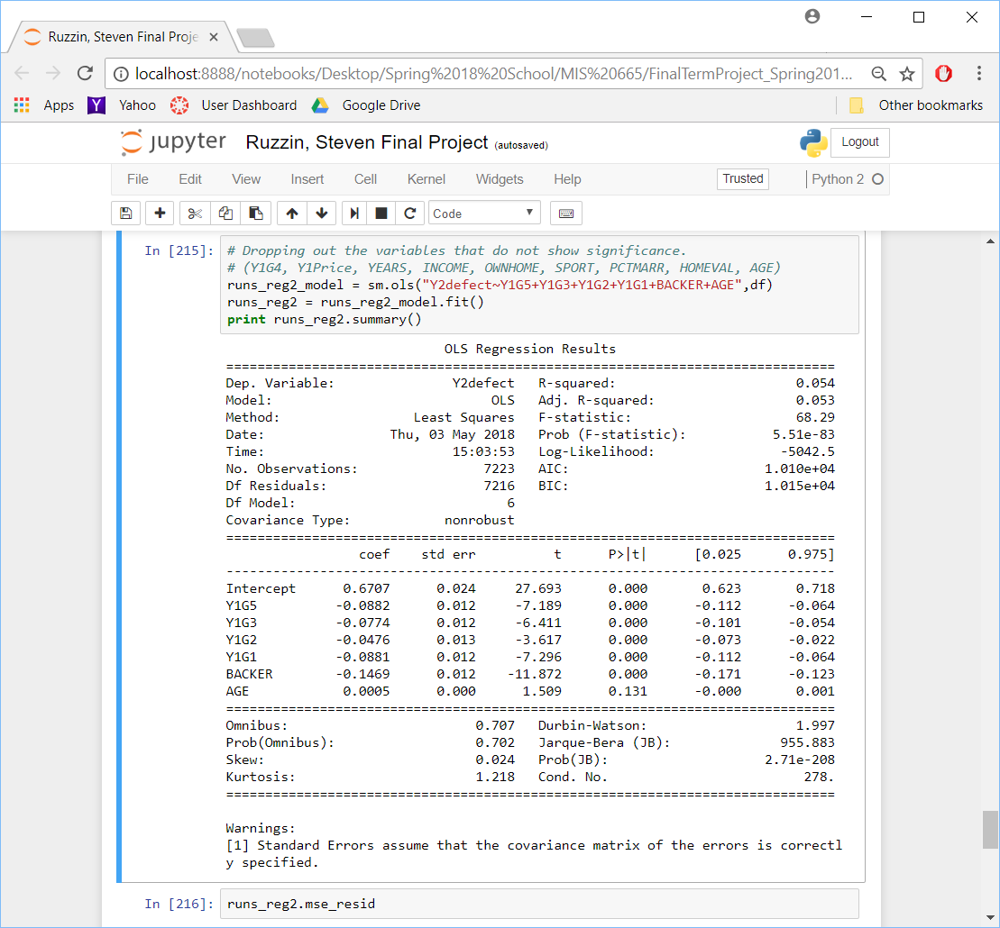 Ruzzin, Steven Final Proje
localhost:8888/notebooks/Desktop/Spring%2018%20School/MIS%20665/FinalTermProject_Spring201...
Apps Yahoo User Dashboard Google Drive Other bookmarks
jupyter Ruzzin, Steven Final Project (autosaved) Logout
File Edit View Insert Cell Kernel Widgets Help Trusted Python 2
Code
In [215]: # Dropping out the variables that do not show significance.
# (Y1G4, Y1Price, YEARS, INCOME, OWNHOME, SPORT, PCTMARR, HOMEVAL, AGE)
runs_reg2_model = sm.ols("Y2defect~Y1G5+Y1G3+Y1G2+Y1G1+BACKER+AGE",df)
runs_reg2 = runs_reg2_model.fit()
print runs_reg2.summary()
OLS Regression Results
==============================================================================
Dep. Variable: Y2defect R-squared: 0.054
Model: OLS Adj. R-squared: 0.053
Method: Least Squares F-statistic: 68.29
Date: Thu, 03 May 2018 Prob (F-statistic): 5.51e-83
Time: 15:03:53 Log-Likelihood: -5042.5
No. Observations: 7223 AIC: 1.010e+04
Df Residuals: 7216 BIC: 1.015e+04
Df Model: 6
Covariance Type: nonrobust
==============================================================================
coef std err t P>|t| [0.025 0.975]
------------------------------------------------------------------------------
Intercept 0.6707 0.024 27.693 0.000 0.623 0.718
Y1G5 -0.0882 0.012 -7.189 0.000 -0.112 -0.064
Y1G3 -0.0774 0.012 -6.411 0.000 -0.101 -0.054
Y1G2 -0.0476 0.013 -3.617 0.000 -0.073 -0.022
Y1G1 -0.0881 0.012 -7.296 0.000 -0.112 -0.064
BACKER -0.1469 0.012 -11.872 0.000 -0.171 -0.123
AGE 0.0005 0.000 1.509 0.131 -0.000 0.001
==============================================================================
Omnibus: 0.707 Durbin-Watson: 1.997
Prob(Omnibus): 0.702 Jarque-Bera (JB): 955.883
Skew: 0.024 Prob(JB): 2.71e-208
Kurtosis: 1.218 Cond. No. 278.
==============================================================================
Warnings:
[1] Standard Errors assume that the covariance matrix of the errors is correctl
y specified.
In [216]: runs_reg2.mse_resid